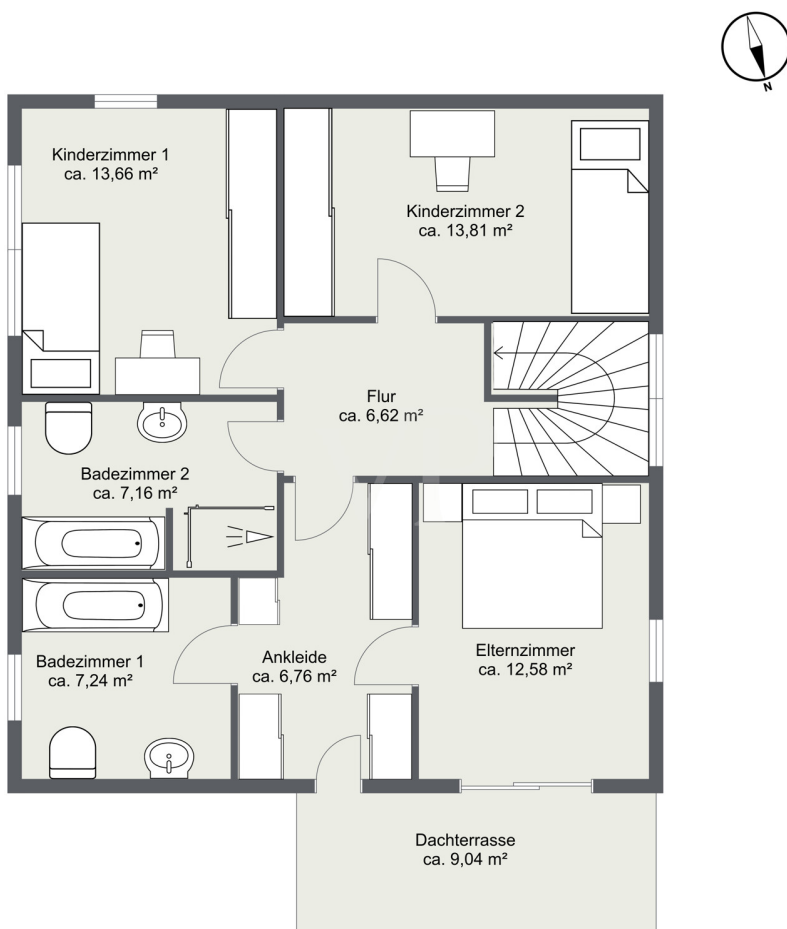 N
Kinderzimmer 1
ca. 13,66 m²
Kinderzimmer 2
ca. 13,81 m²
Flur
ca. 6,62 m²
Badezimmer 2
ca. 7,16 m²
Badezimmer 1
ca. 7,24 m²
Ankleide
ca. 6,76 m²
Elternzimmer
ca. 12,58 m²
Dachterrasse
ca. 9,04 m²